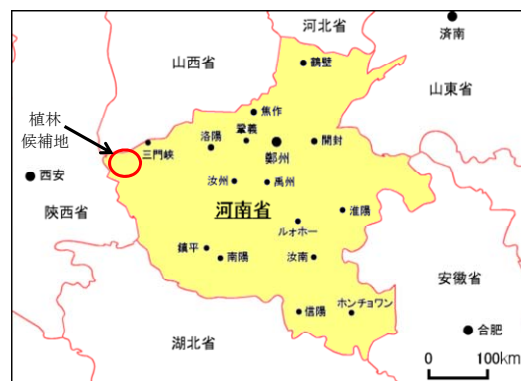 河北省
済南
山西省
鶴壁
山東省
植林
候補地
焦作
鞏義
洛陽
開封
三門峡
鄭州
西安
汝州
禹州
陝西省
河南省
淮陽
ルォホー
鎮平
南陽
汝南
安徽省
信陽
ホンチョワン
湖北省
合肥
0 100km